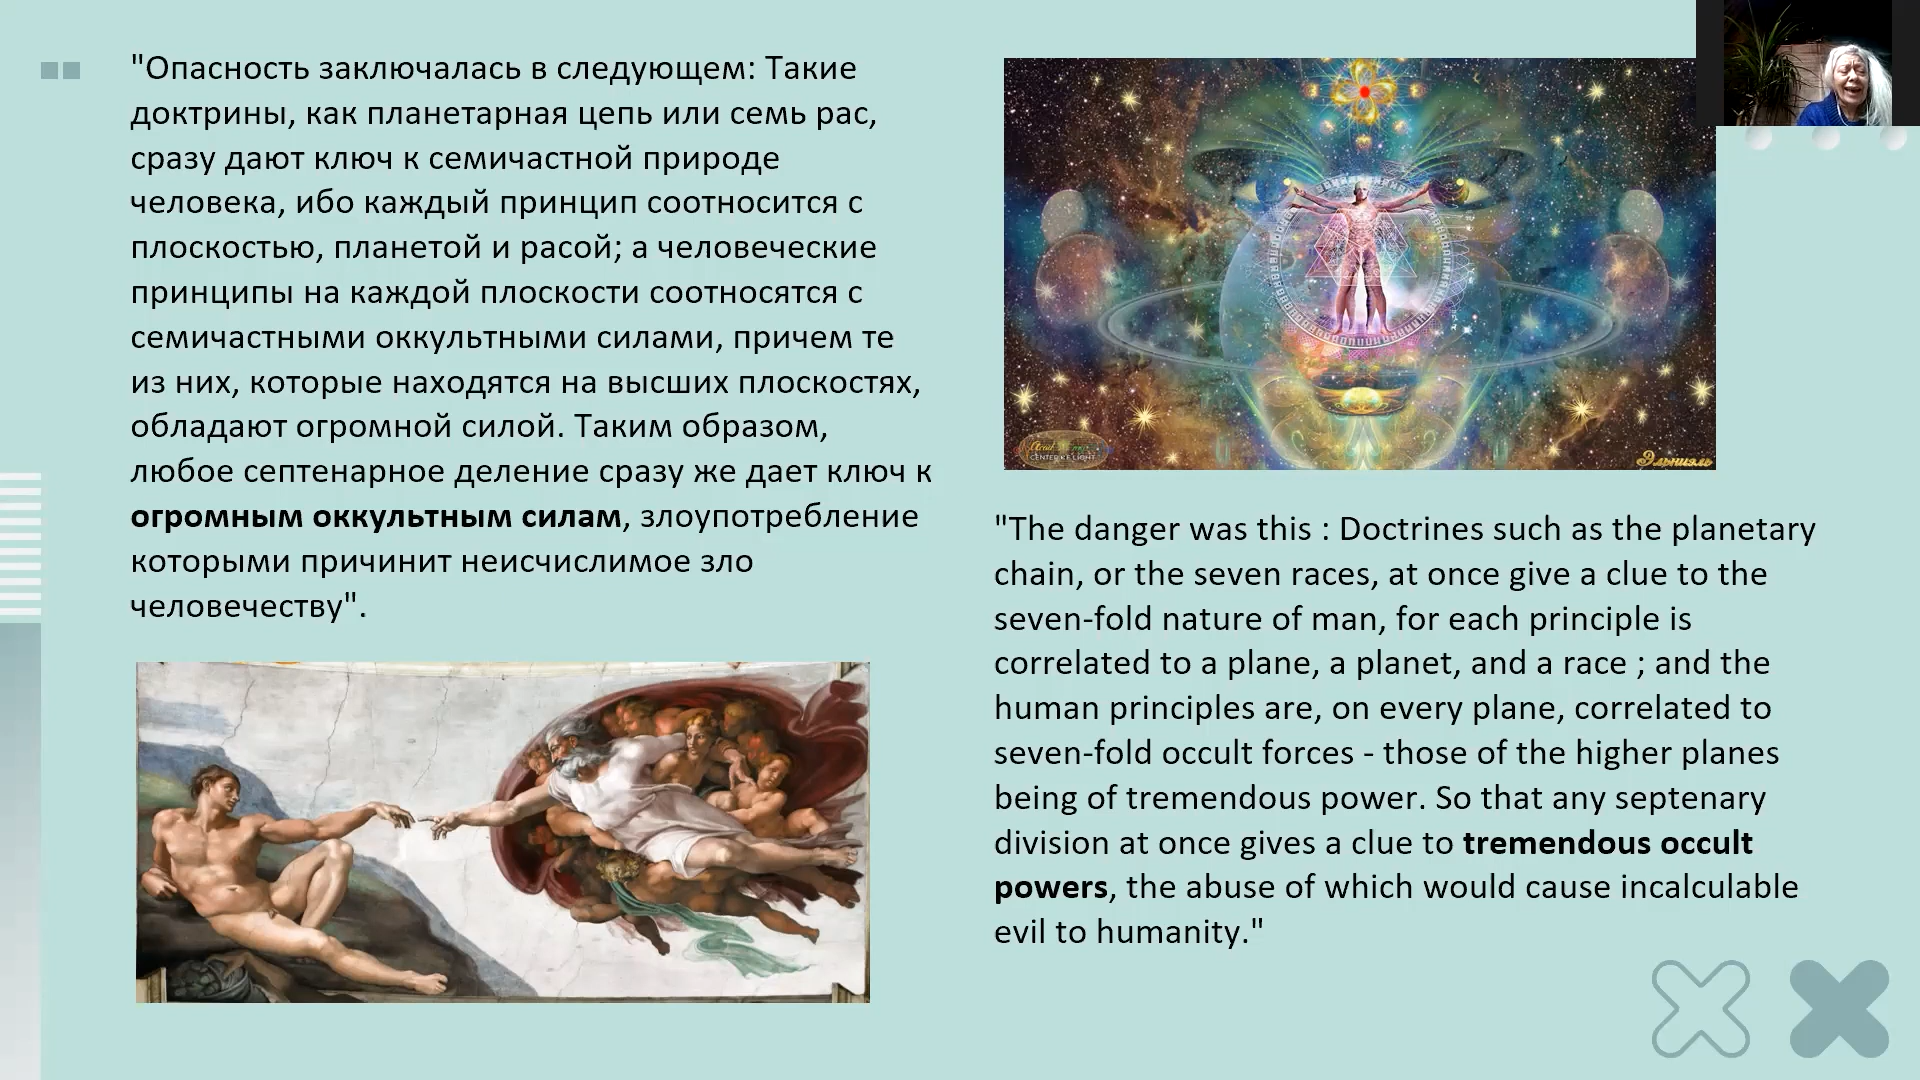 "Опасность заключалась в следующем: Такие
доктрины, как планетарная цепь или семь рас,
сразу дают ключ к семичастной природе
человека, ибо каждый принцип соотносится с
плоскостью, планетой и расой; а человеческие
принципы на каждой плоскости соотносятся с
семичастными оккультными силами, причем те
из них, которые находятся на высших плоскостях,
обладают огромной силой. Таким образом,
любое септенарное деление сразу же дает ключ к
огромным оккультным силам, злоупотребление
которыми причинит неисчислимое зло
человечеству".
Эльниэль
"The danger was this : Doctrines such as the planetary
chain, or the seven races, at once give a clue to the
seven-fold nature of man, for each principle is
correlated to a plane, a planet, and a race ; and the
human principles are, on every plane, correlated to
seven-fold occult forces - those of the higher planes
being of tremendous power. So that any septenary
division at once gives a clue to tremendous occult
powers, the abuse of which would cause incalculable
evil to humanity."